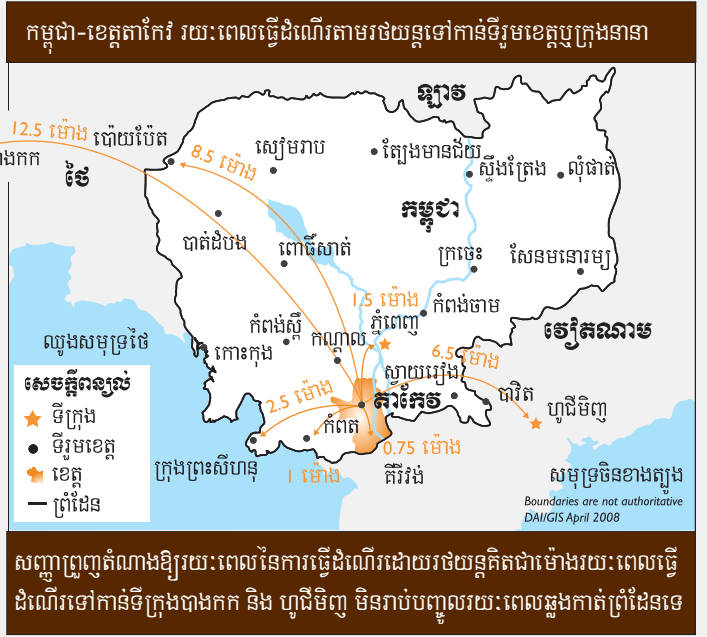 កម្ពុជា-ខេត្តតាកែវ រយៈពេលធ្វើដំណើរតាមរថយន្តទៅកាន់ទីរួមខេត្តឬក្រុងនានា
ឡាវ
12.5 ម៉ោង
ប៉ោយប៉ែត
8.5 ម៉ោង
សៀមរាប
ត្បែងមានជ័យ
ស្ទឹងត្រែង
លុំផាត់
ងកក
ថៃ
កម្ពុជា
បាត់ដំបង
ពោធិ៍សាត់
ក្រចេះ
សែនមនោរម្យ
1.5 ម៉ោង
កំពង់ចាម
ភ្នំពេញ
កំពង់ស្ពឺ
កណ្តាល
វៀតណាម
ឈូងសមុទ្រថៃ
កោះកុង
6.5 ម៉ោង
ស្វាយរៀង
សេចក្តីពន្យល់
ទីក្រុង
ទីរួមខេត្ត
ខេត្ត
ព្រំដែន
2.5 ម៉ោង
តាកែវ
បាវិត
ហូជីមិញ
កំពត
0.75 ម៉ោង
ក្រុងព្រះសីហនុ
1 ម៉ោង
គីរីវង់
សមុទ្រចិនខាងត្បូង
Boundaries are not authoritative
DAI/GIS April 2008
សញ្ញាព្រួញតំណាងឱ្យរយៈពេលនៃការធ្វើដំណើរដោយរថយន្តគិតជាម៉ោងរយៈពេលធ្វើ
ដំណើរទៅកាន់ទីក្រុងបាងកក និង ហូជីមិញ មិនរាប់បញ្ចូលរយៈពេលឆ្លងកាត់ព្រំដែនទេ